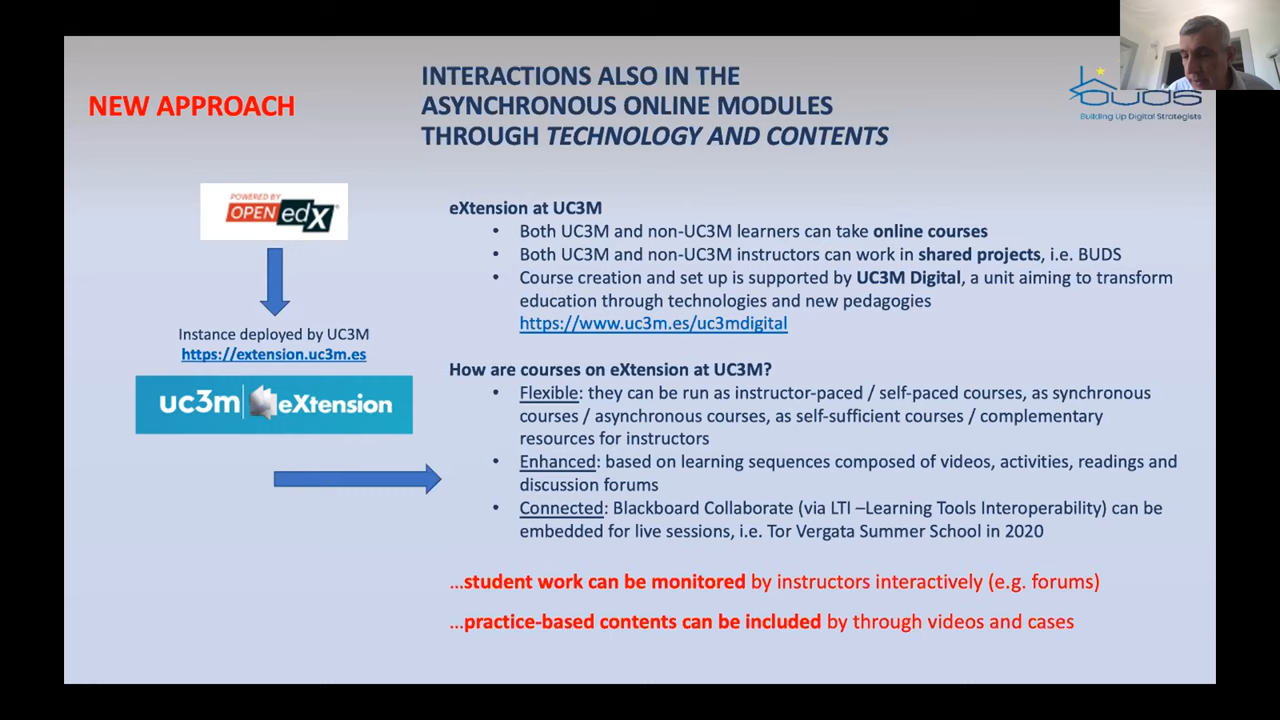 NEW APPROACH
INTERACTIONS ALSO IN THE
ASYNCHRONOUS ONLINE MODULES
THROUGH TECHNOLOGY AND CONTENTS
BUDS
Building Up Digital Strategists
POWERED BY
OPEN edX®
Instance deployed by UC3M
https://extension.uc3m.es
uc3m eXtension
eXtension at UC3M
• Both UC3M and non-UC3M learners can take online courses
• Both UC3M and non-UC3M instructors can work in shared projects, i.e. BUDS
• Course creation and set up is supported by UC3M Digital, a unit aiming to transform
education through technologies and new pedagogies
https://www.uc3m.es/uc3mdigital
How are courses on eXtension at UC3M?
• Flexible: they can be run as instructor-paced / self-paced courses, as synchronous
courses / asynchronous courses, as self-sufficient courses / complementary
resources for instructors
• Enhanced: based on learning sequences composed of videos, activities, readings and
discussion forums
• Connected: Blackboard Collaborate (via LTI –Learning Tools Interoperability) can be
embedded for live sessions, i.e. Tor Vergata Summer School in 2020
...student work can be monitored by instructors interactively (e.g. forums)
...practice-based contents can be included by through videos and cases